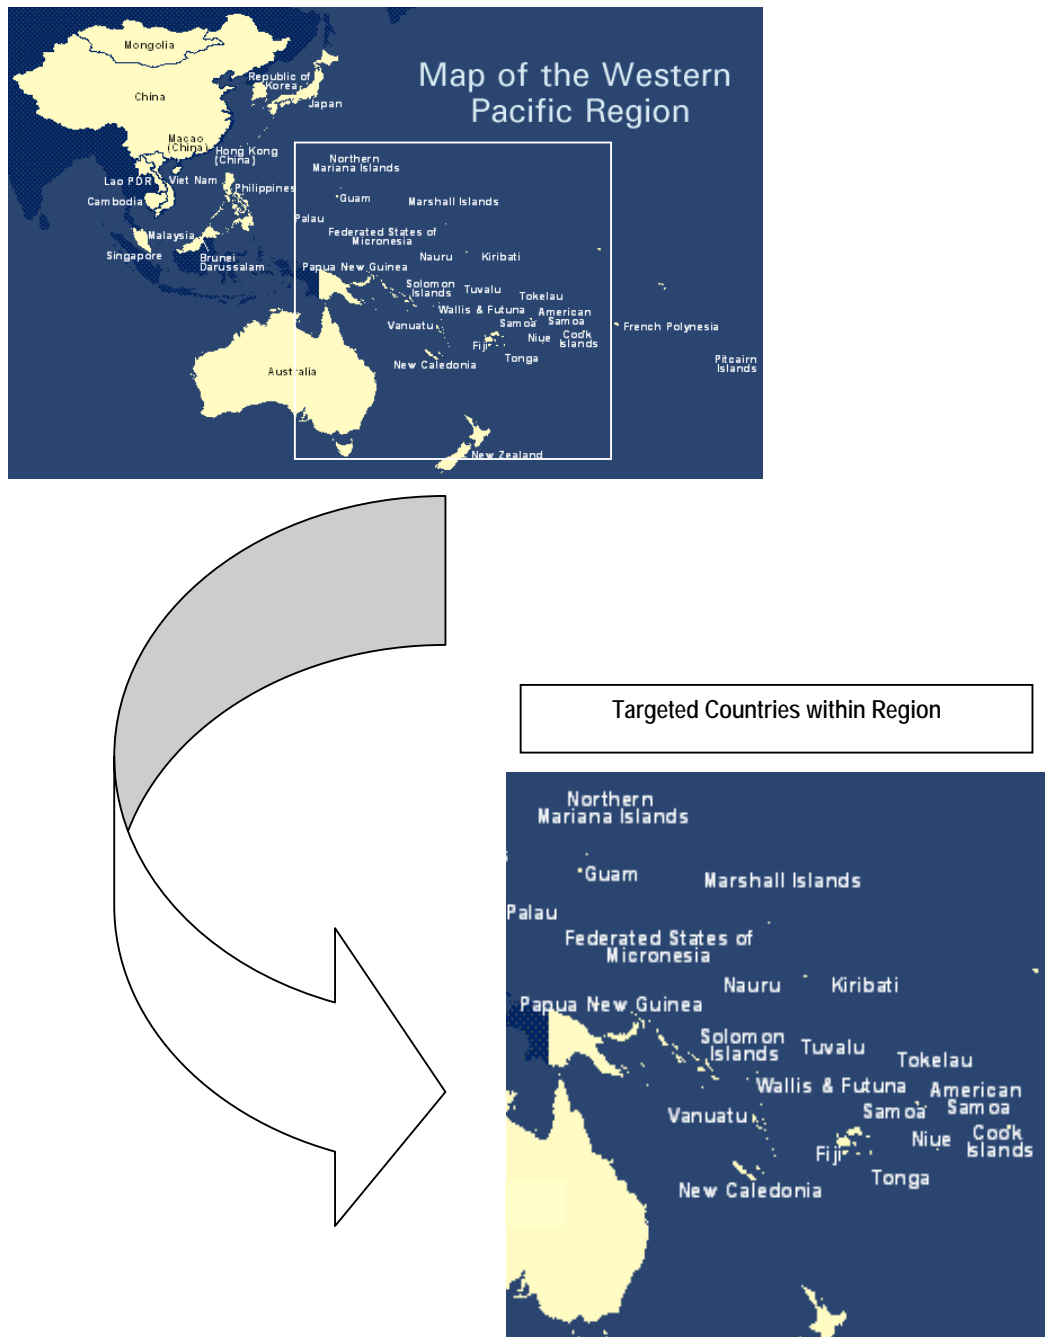 Map of the Western
Pacific Region
Mongolia
China
Republic of
Korea
Japan
Macao
(China)
Hong Kong
(China)
Lao PDR
Viet Nam
Philippines
Cambodia
Malaysia
Singapore
Brunei
Darussalam
Northern
Mariana Islands
Guam
Marshall Islands
Palau
Federated States of
Micronesia
Nauru
Kiribati
Papua New Guinea
Solomon
Islands
Tuvalu
Tokelau
Wallis & Futuna
American
Samoa
Samoa
Vanuatu
Fiji
Niue
Cook
Islands
French Polynesia
Tonga
New Caledonia
Pitcairn
Islands
Australia
New Zealand
Targeted Countries within Region
Northern
Mariana Islands
Guam
Marshall Islands
Palau
Federated States of
Micronesia
Nauru
Kiribati
Papua New Guinea
Solomon
Islands
Tuvalu
Tokelau
Wallis & Futuna
American
Samoa
Samoa
Vanuatu
Fiji
Niue
Cook
Islands
Tonga
New Caledonia